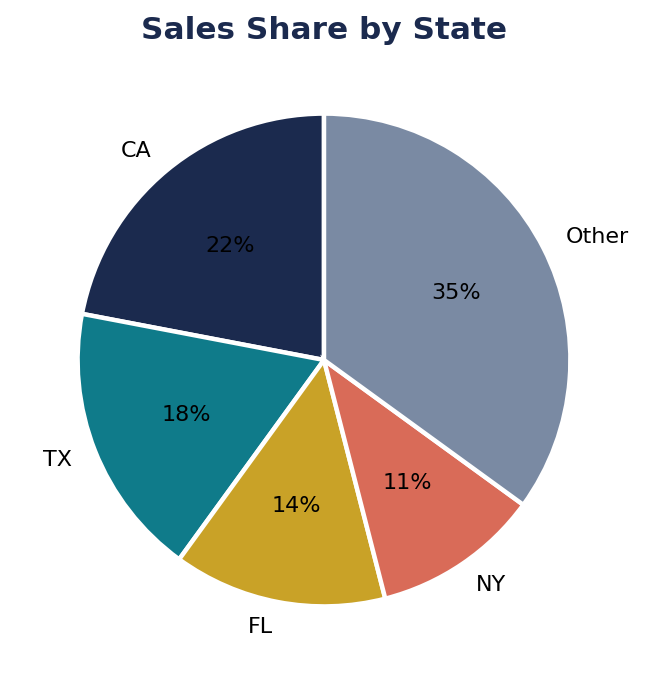 Sales Share by State
CA
22%
Other
35%
18%
TX
11%
14%
NY
FL